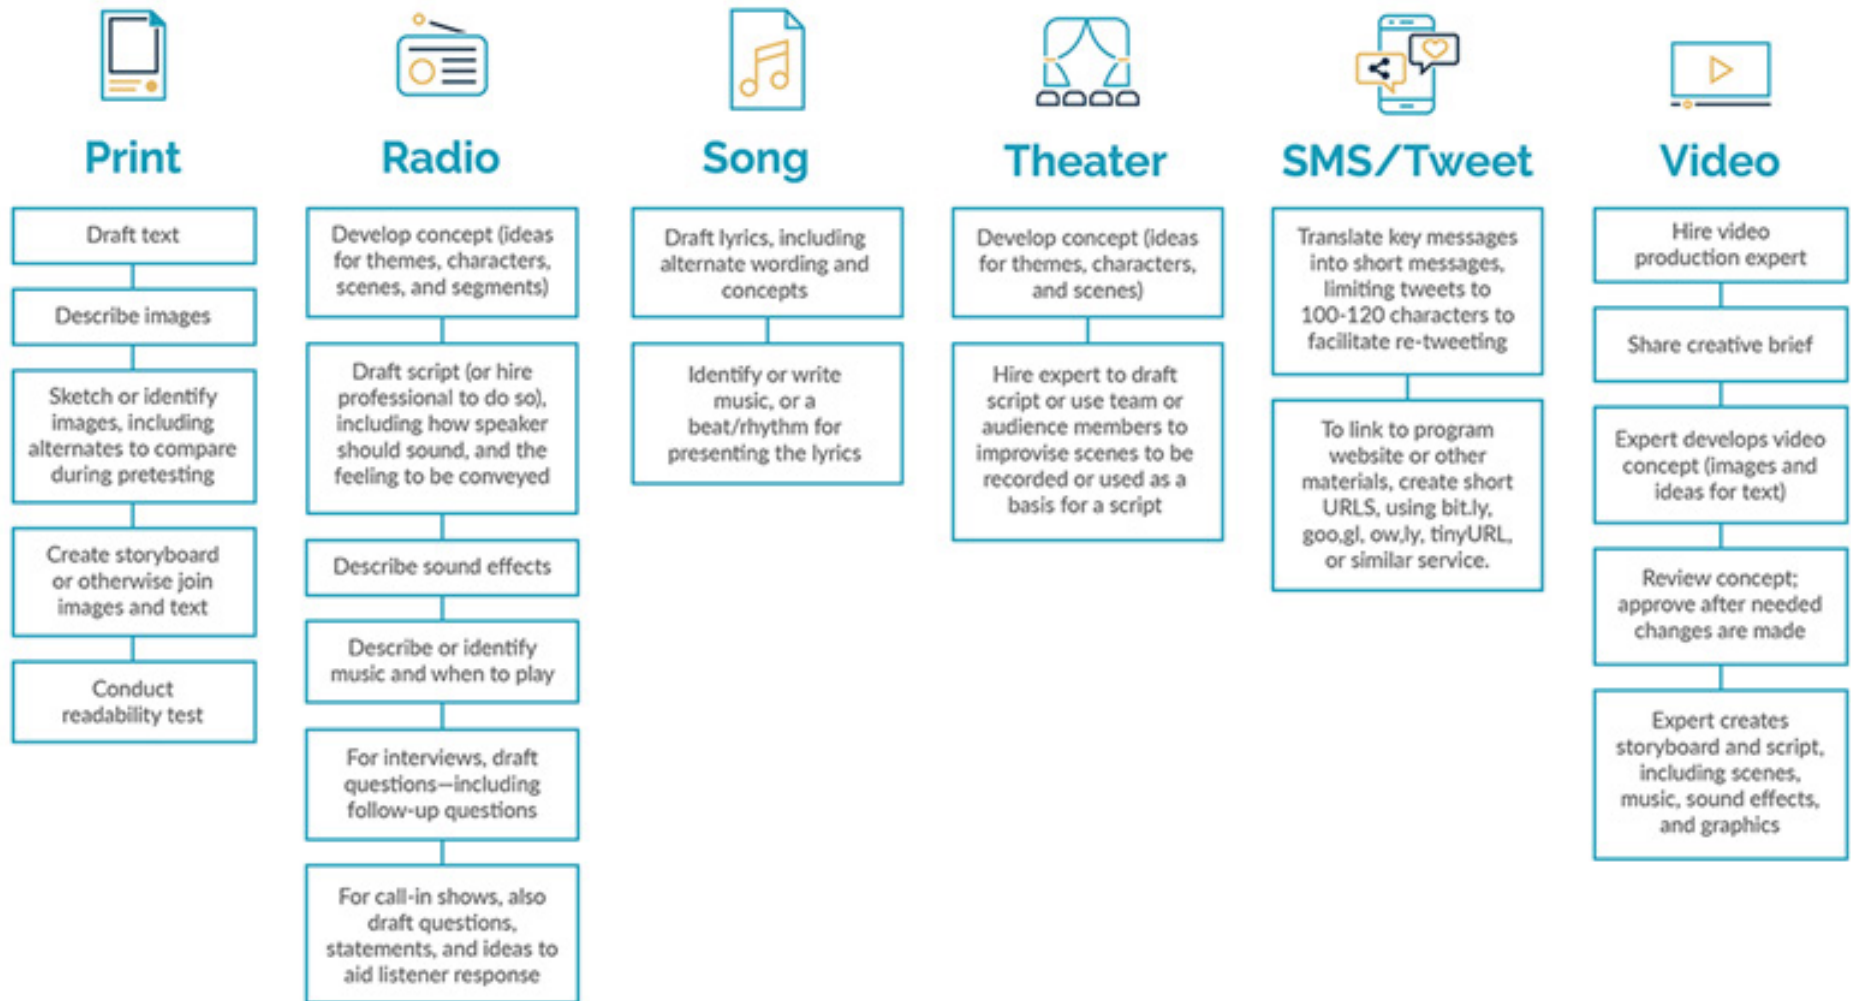 Print
Draft text
Describe images
Sketch or identify
images, including
alternates to compare
during pretesting
Create storyboard
or otherwise join
images and text
Conduct
readability test
Radio
Develop concept (ideas
for themes, characters,
scenes, and segments)
Draft script (or hire
professional to do so),
including how speaker
should sound, and the
feeling to be conveyed
Describe sound effects
Describe or identify
music and when to play
For interviews, draft
questions—including
follow-up questions
For call-in shows, also
draft questions,
statements, and ideas to
aid listener response
Song
Draft lyrics, including
alternate wording and
concepts
Identify or write
music, or a
beat/rhythm for
presenting the lyrics
Theater
Develop concept (ideas
for themes, characters,
and scenes)
Hire expert to draft
script or use team or
audience members to
improvise scenes to be
recorded or used as a
basis for a script
SMS/Tweet
Translate key messages
into short messages,
limiting tweets to
100-120 characters to
facilitate re-tweeting
To link to program
website or other
materials, create short
URLS, using bit.ly,
goo,gl, ow,ly, tinyURL,
or similar service.
Video
Hire video
production expert
Share creative brief
Expert develops video
concept (images and
ideas for text)
Review concept;
approve after needed
changes are made
Expert creates
storyboard and script,
including scenes,
music, sound effects,
and graphics